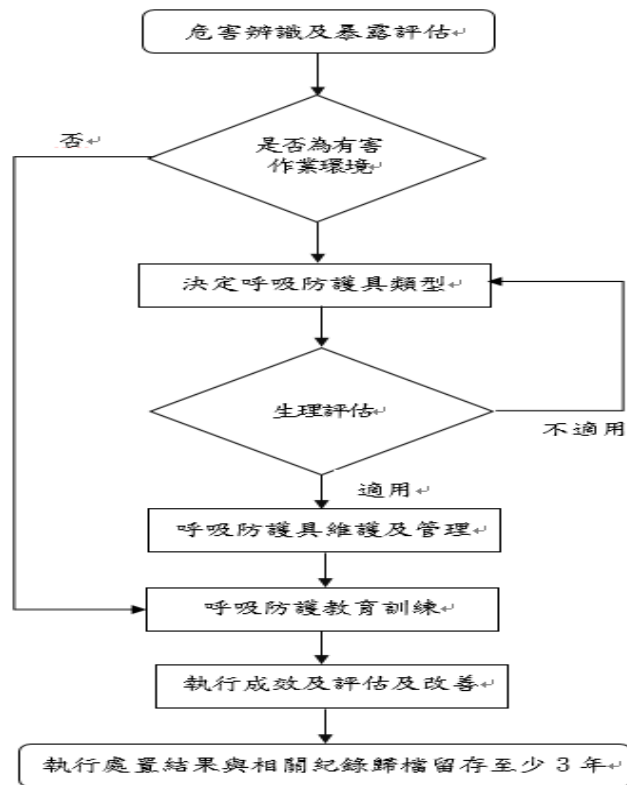 危害辨識及暴露評估
否
是否為有害
作業環境
決定呼吸防護具類型
生理評估
不適用
適用
呼吸防護具維護及管理
呼吸防護教育訓練
執行成效及評估及改善
執行處置結果與相關紀錄歸檔留存至少 3 年